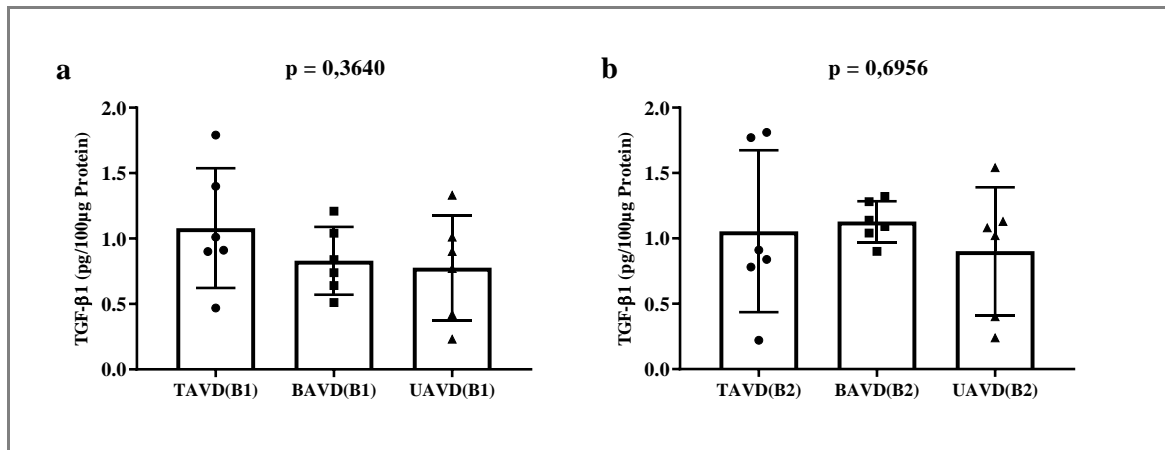 a
p = 0,3640
TGF-β1 (pg/100µg Protein)
2.0
1.5
1.0
0.5
0.0
TAVD(B1) BAVD(B1) UAVD(B1)
b
p = 0,6956
TGF-β1 (pg/100µg Protein)
2.0
1.5
1.0
0.5
0.0
TAVD(B2) BAVD(B2) UAVD(B2)